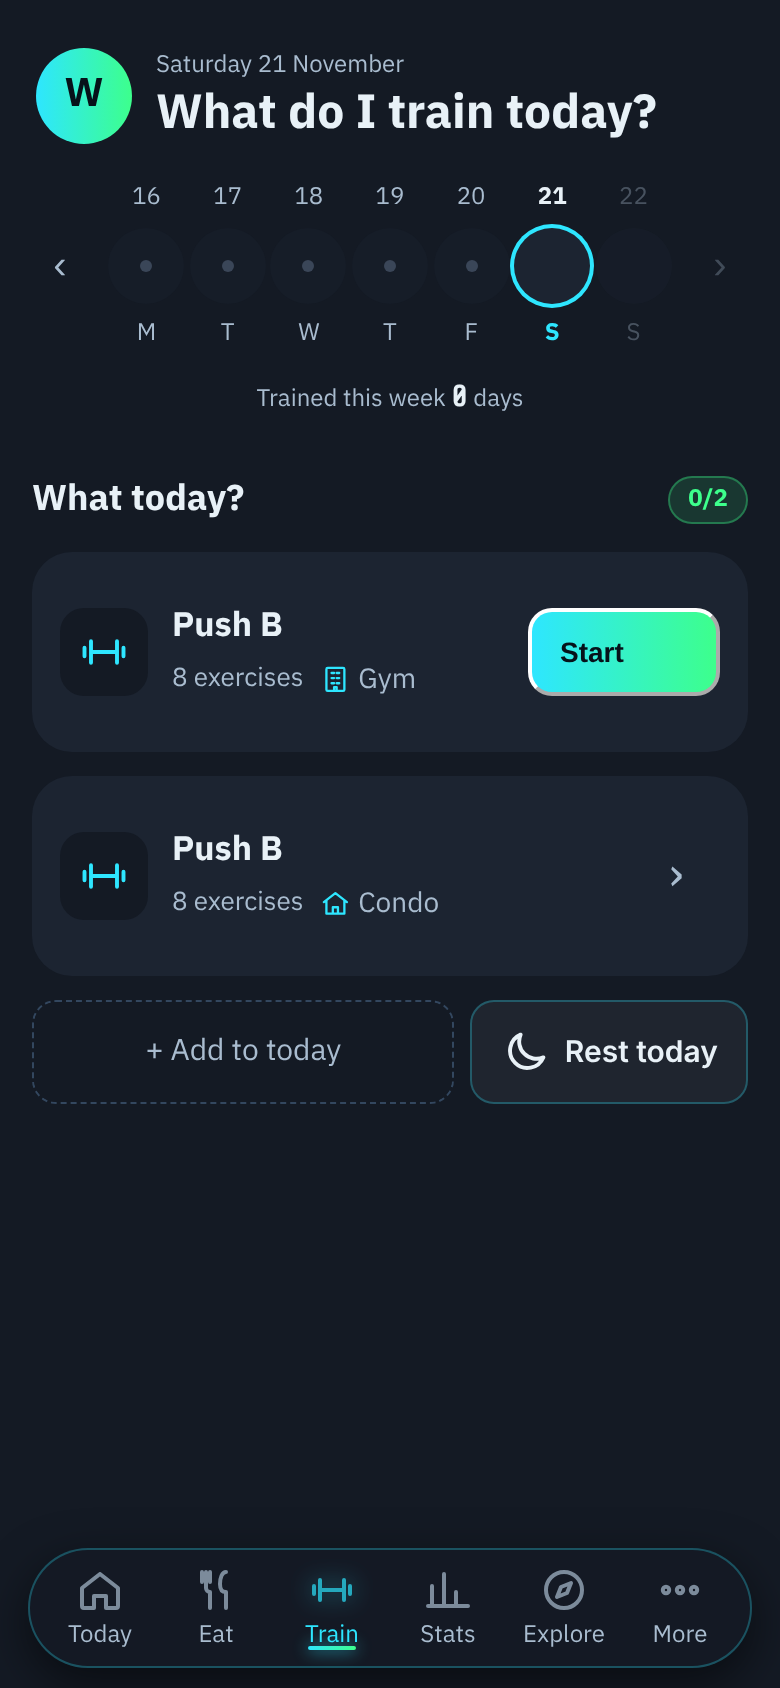 W
Saturday 21 November
What do I train today?
16 17 18 19 20 21 22
‹ ›
M T W T F S S
Trained this week 0 days
What today?
0/2
Push B
8 exercises Gym
Start
Push B
8 exercises Condo
›
+ Add to today
Rest today
Today Eat Train Stats Explore More